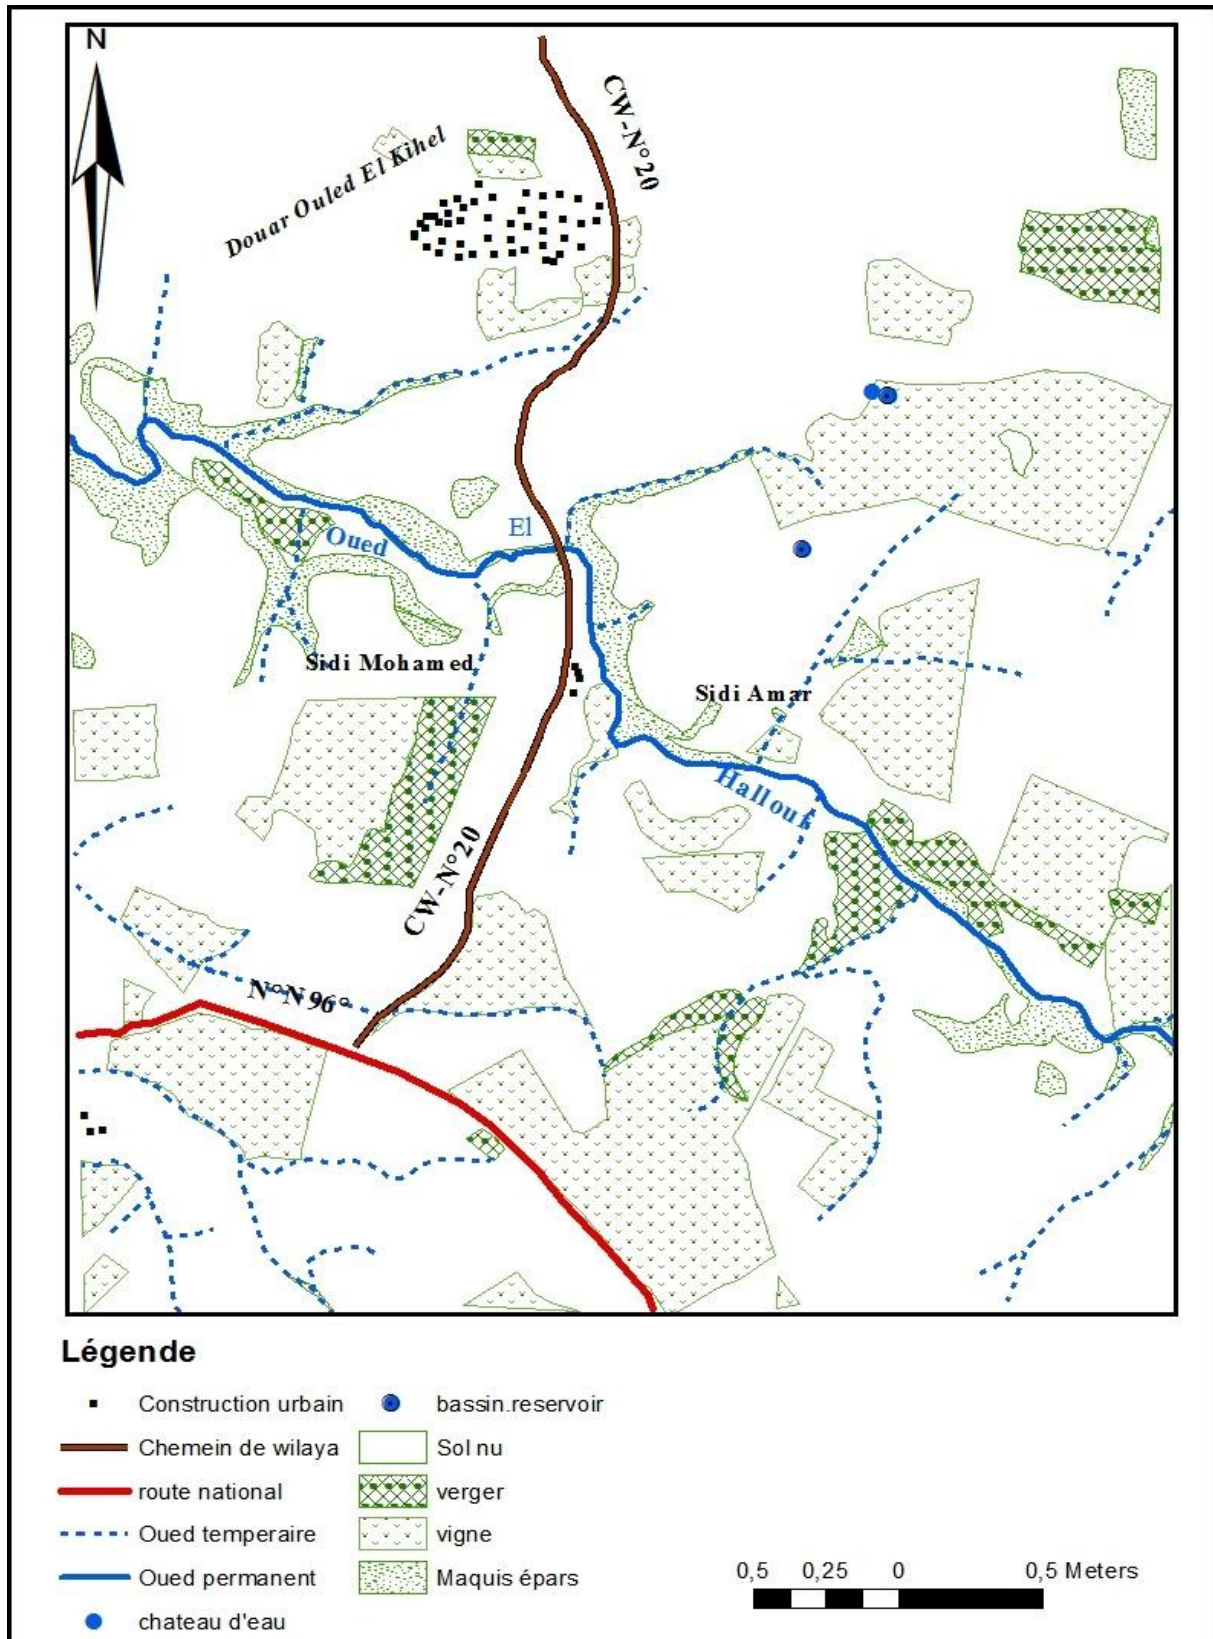 N
CW-N°20
Douar Ouled El Kihel
El
Oued
Sidi Mohamed
Sidi Amar
Hallouf
CW-N°20
N°N96°
Légende
Construction urbain
bassin.reservoir
Chemein de wilaya
Sol nu
route national
verger
Oued temperaire
vigne
Oued permanent
Maquis épars
chateau d'eau
0,5 0,25 0 0,5 Meters